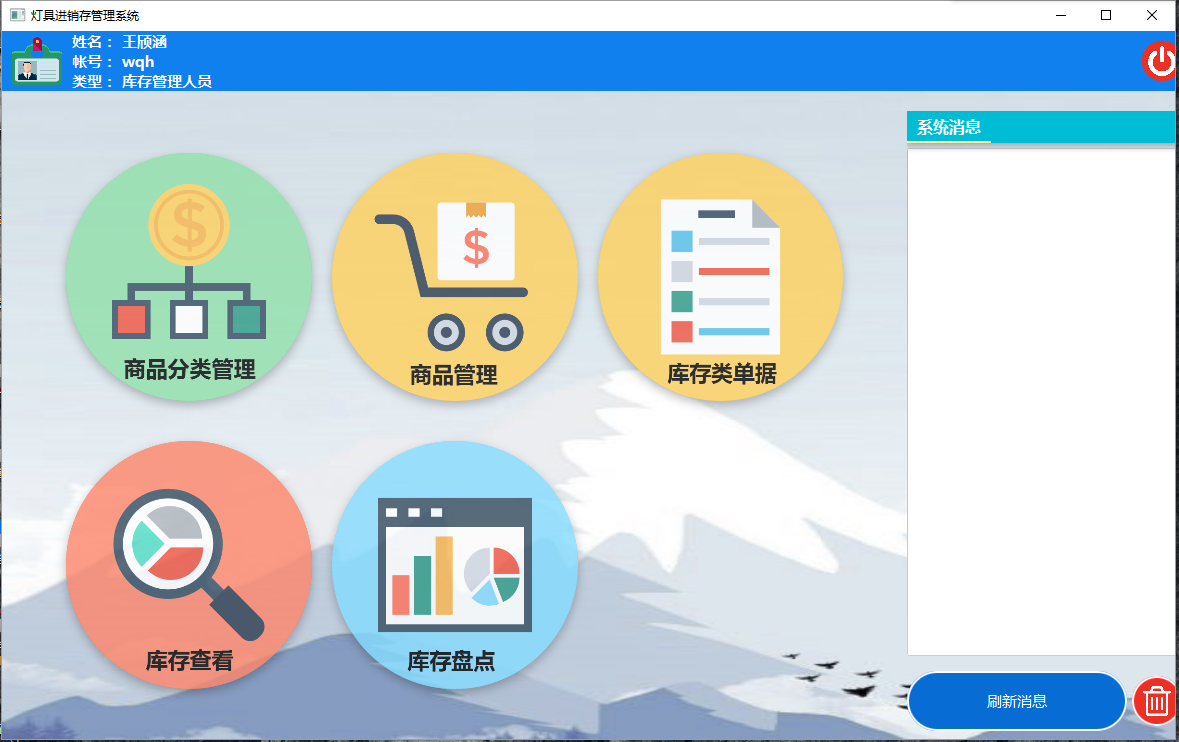 灯具进销存管理系统
姓名： 王颀涵
帐号： wqh
类型： 库存管理人员
系统消息
$
$
商品分类管理
商品管理
库存类单据
库存查看
库存盘点
刷新消息